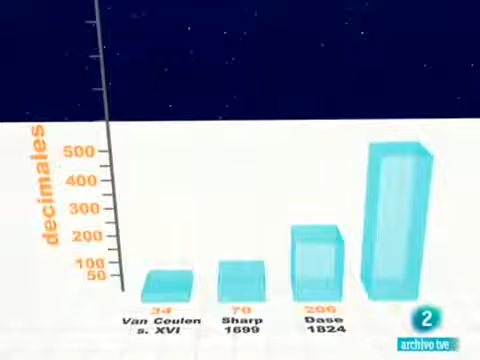 decimales
500
400
300
200
100
50
34
70
206
Van Ceulen
s. XVI
Sharp
1699
Dase
1824
2
archivo tve